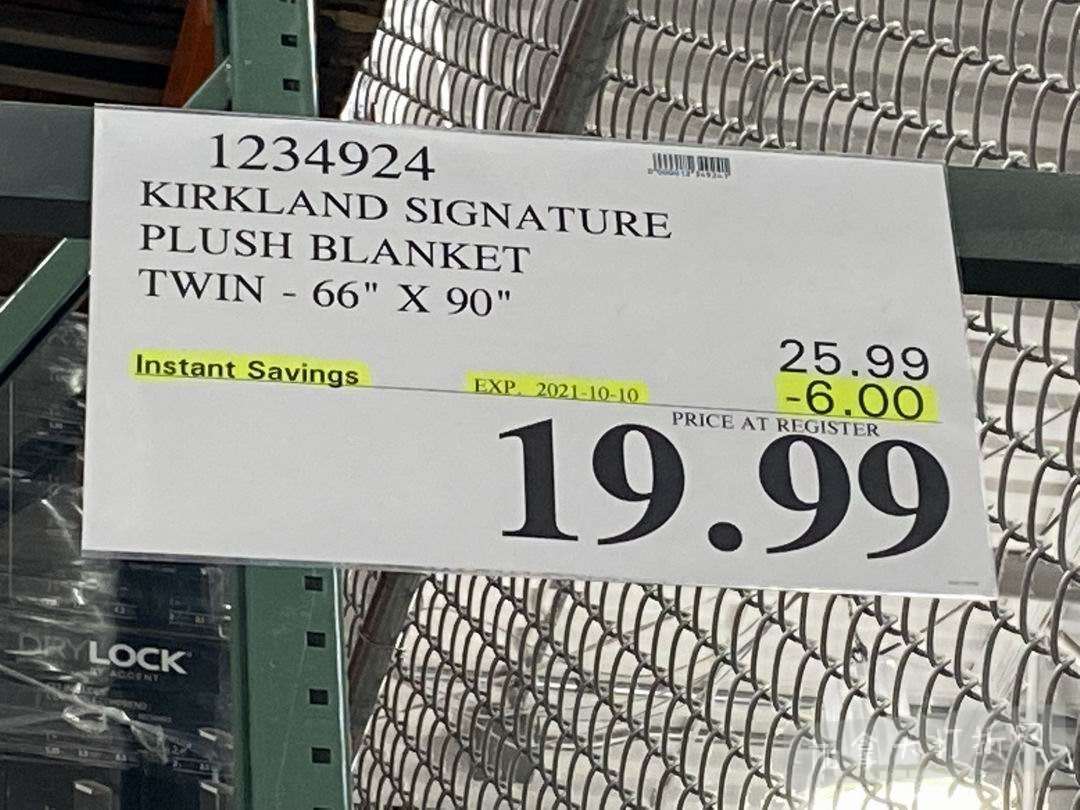 1234924
KIRKLAND SIGNATURE
PLUSH BLANKET
TWIN - 66" X 90"
25.99
Instant Savings EXP. 2021-10-10 -6.00
PRICE AT REGISTER
19.99
DRYLOCK
ACCENT